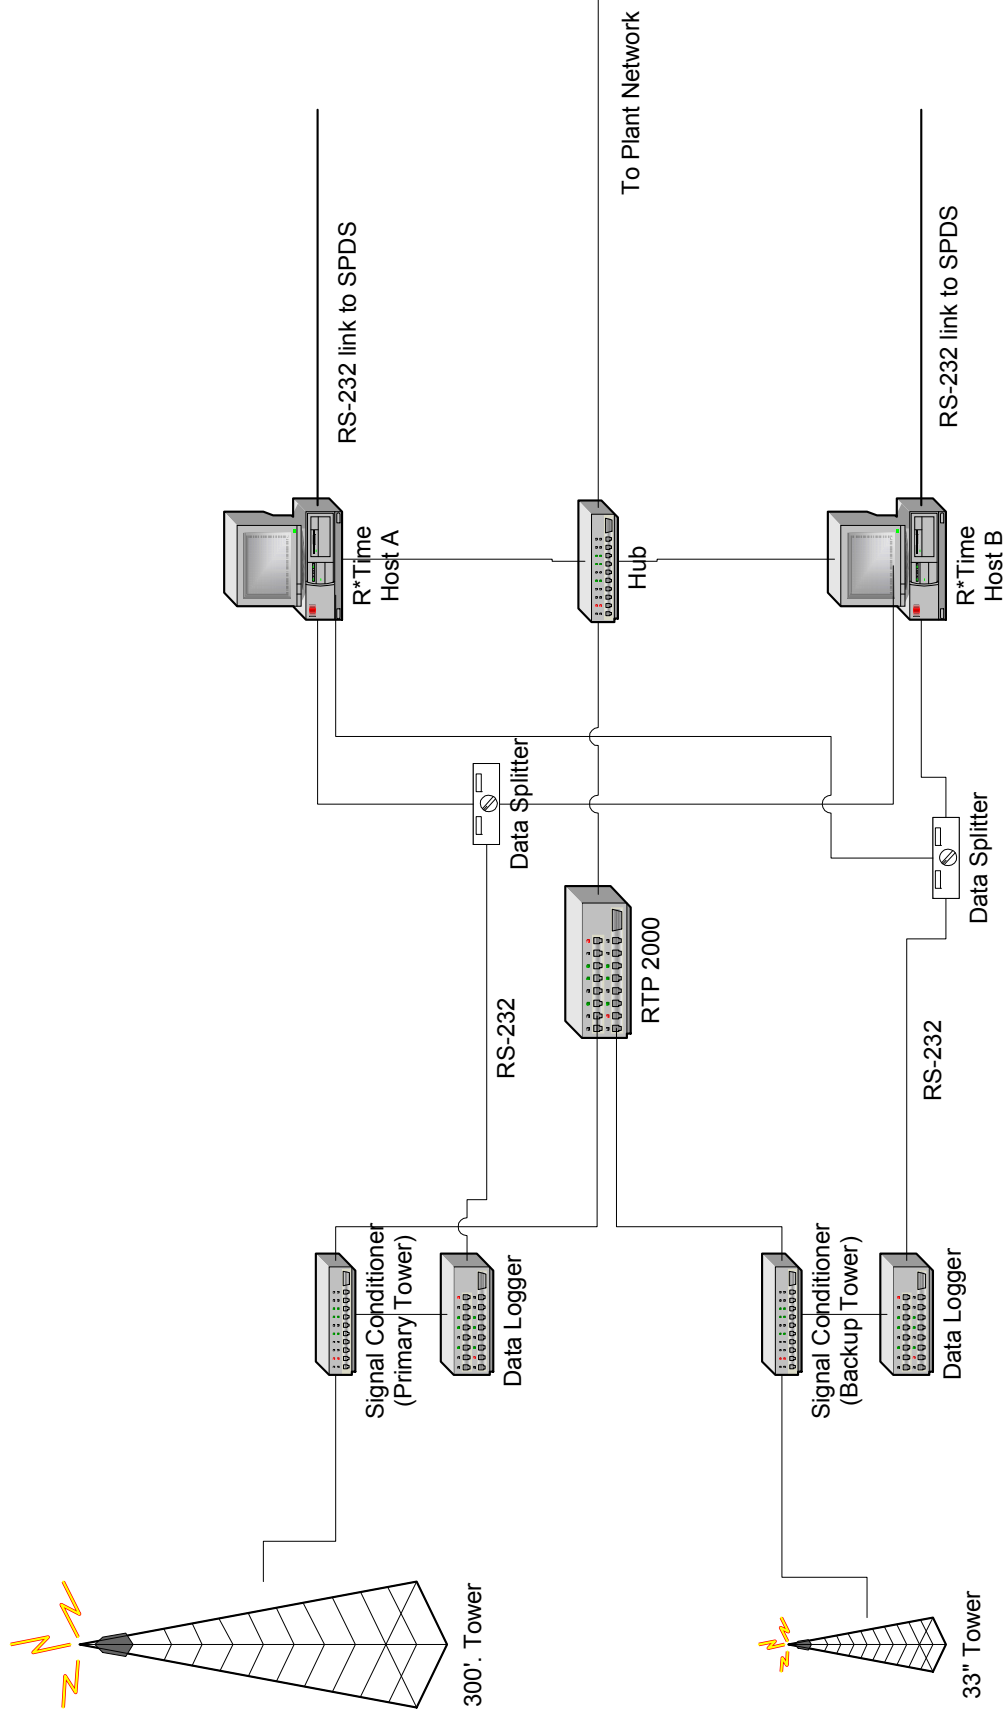 300'. Tower
Signal Conditioner
(Primary Tower)
Data Logger
RS-232
Data Splitter
R*Time
Host A
RS-232 link to SPDS
RTP 2000
Hub
To Plant Network
33" Tower
Signal Conditioner
(Backup Tower)
Data Logger
RS-232
Data Splitter
R*Time
Host B
RS-232 link to SPDS